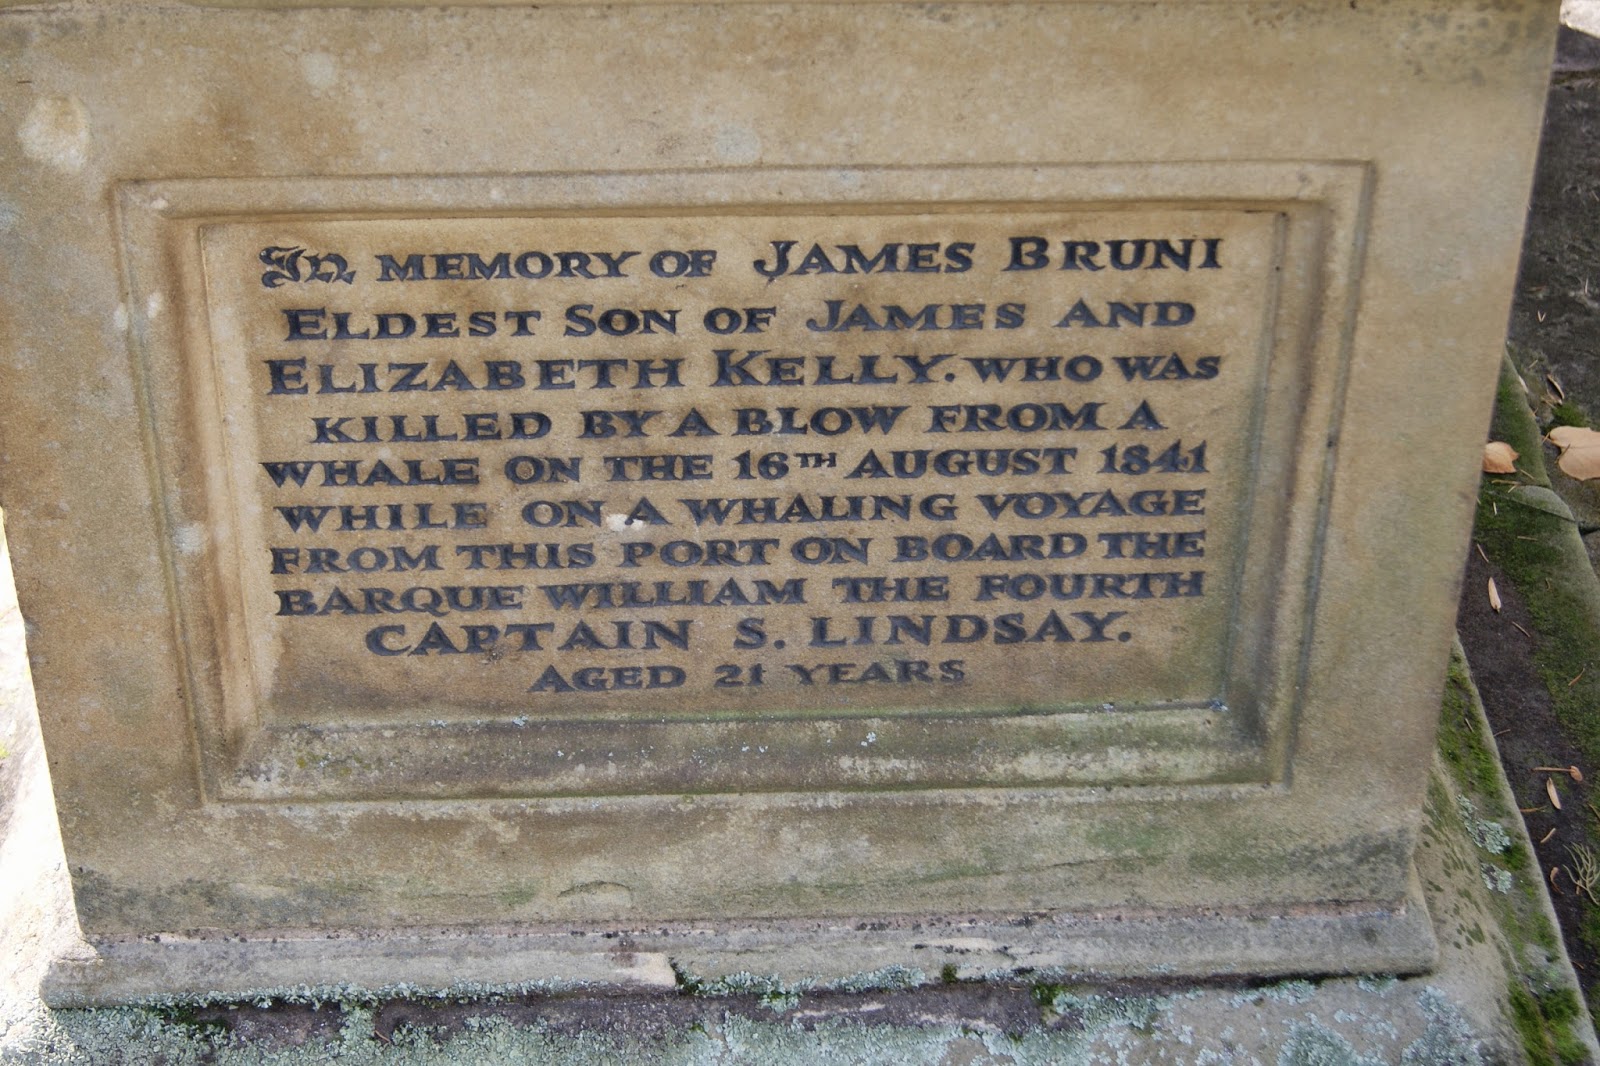 In MEMORY OF JAMES BRUNI
ELDEST SON OF JAMES AND
ELIZABETH KELLY. WHO WAS
KILLED BY A BLOW FROM A
WHALE ON THE 16TH AUGUST 1841
WHILE ON A WHALING VOYAGE
FROM THIS PORT ON BOARD THE
BARQUE WILLIAM THE FOURTH
CAPTAIN S. LINDSAY.
AGED 21 YEARS